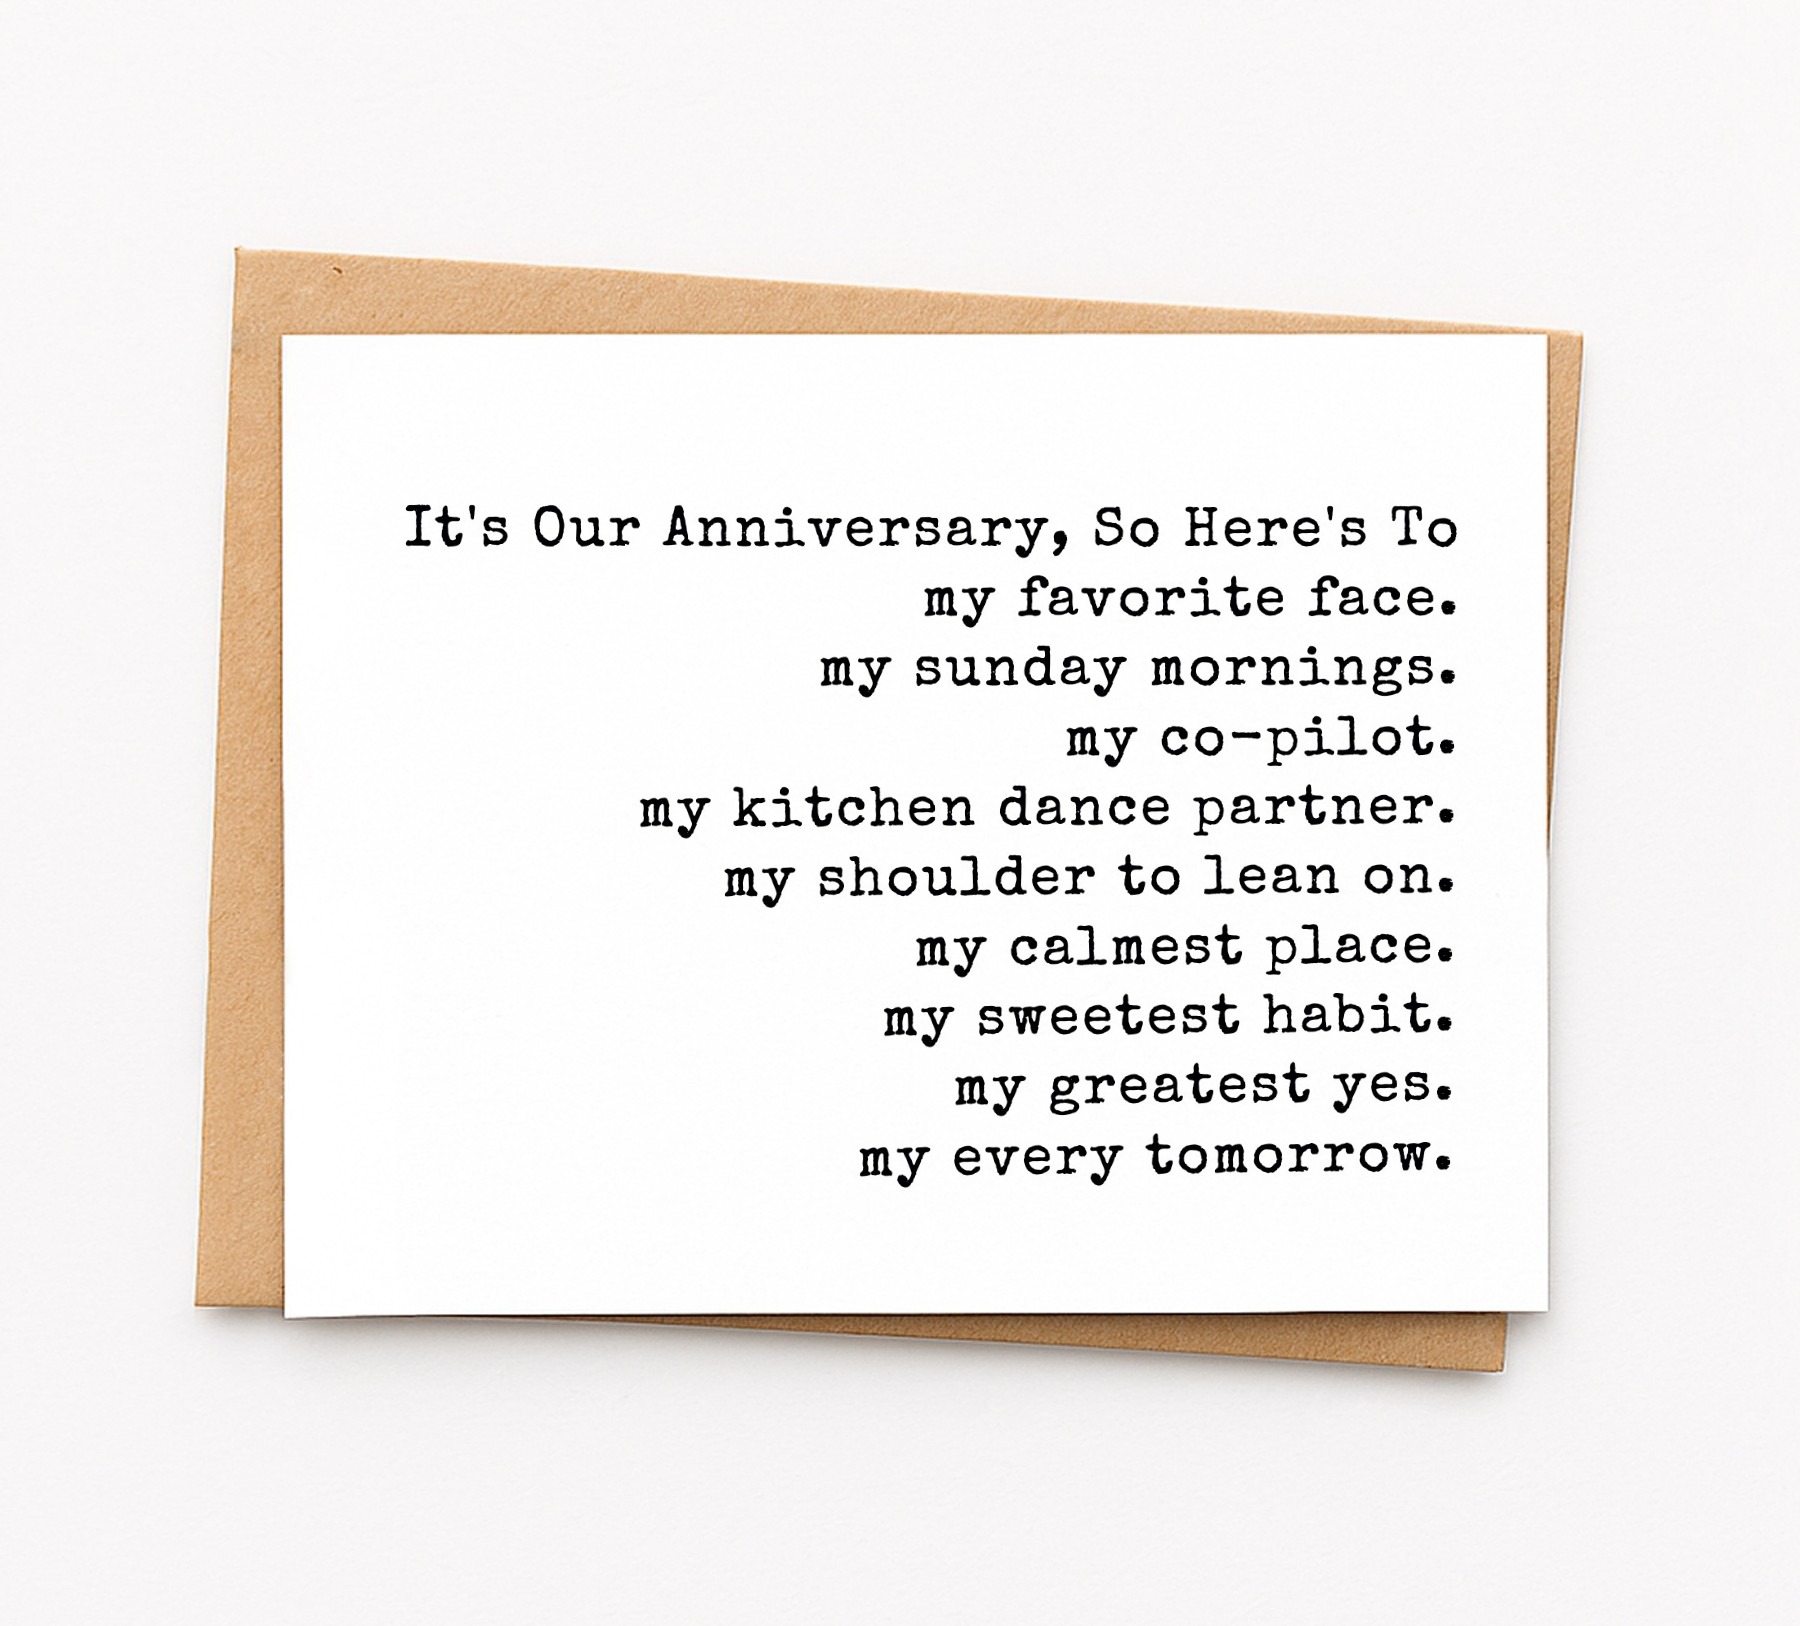 It's Our Anniversary, So Here's To
my favorite face.
my sunday mornings.
my co-pilot.
my kitchen dance partner.
my shoulder to lean on.
my calmest place.
my sweetest habit.
my greatest yes.
my every tomorrow.